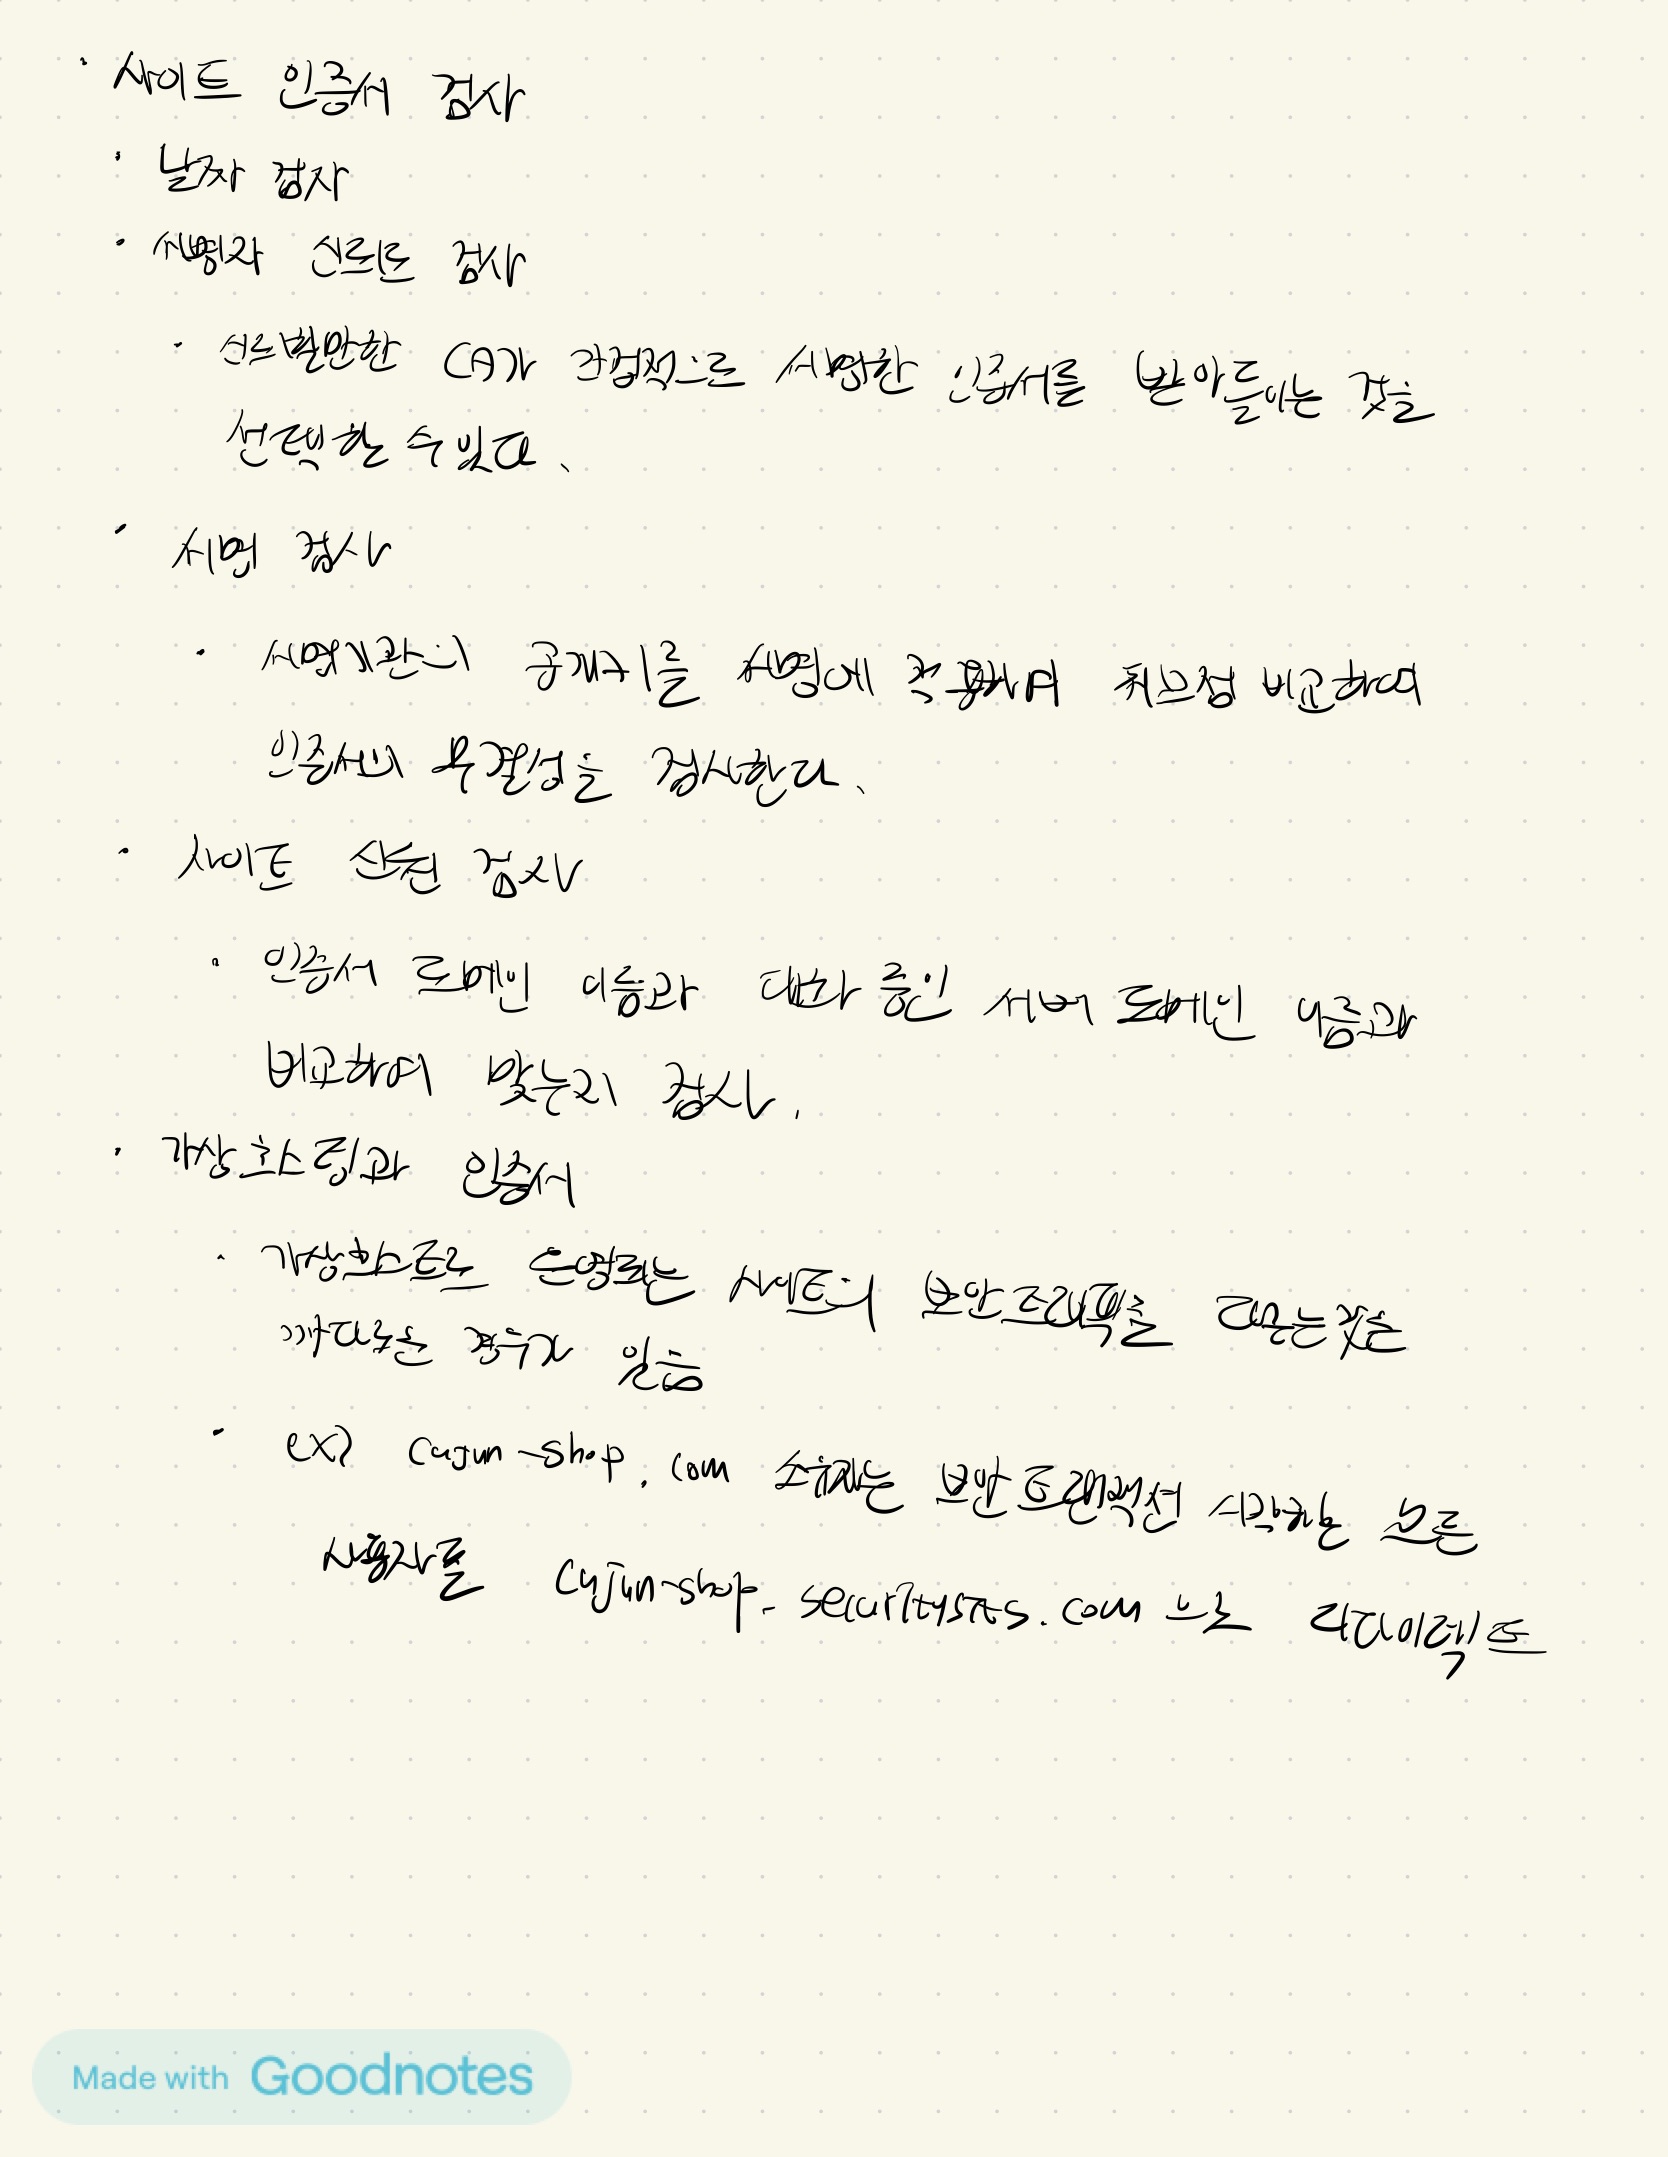 · 사이트 인증서 검사
· 날짜 검사
· 서명자 신뢰도 검사
· 신뢰할만한 CA가 간접적으로 서명한 인증서를 받아들이는 것을
선택할 수 있다.
· 서명 검사
· 서명기관의 공개키를 서명에 적용하여 체크섬 비교하여
인증서의 무결성을 검사한다.
· 사이트 신원 검사
· 인증서 도메인 이름과 대화 중인 서버 도메인 이름과
비교하여 맞는지 검사.
· 가상 호스팅과 인증서
· 가상호스트로 운영되는 사이트의 보안 트래픽을 다루는 것은
까다로운 경우가 있음
· ex) cajun-shop.com 소유자는 보안 트랜잭션 시작하는 모든
사용자를 cajun-shop.securitysites.com 으로 리다이렉트
Made with Goodnotes